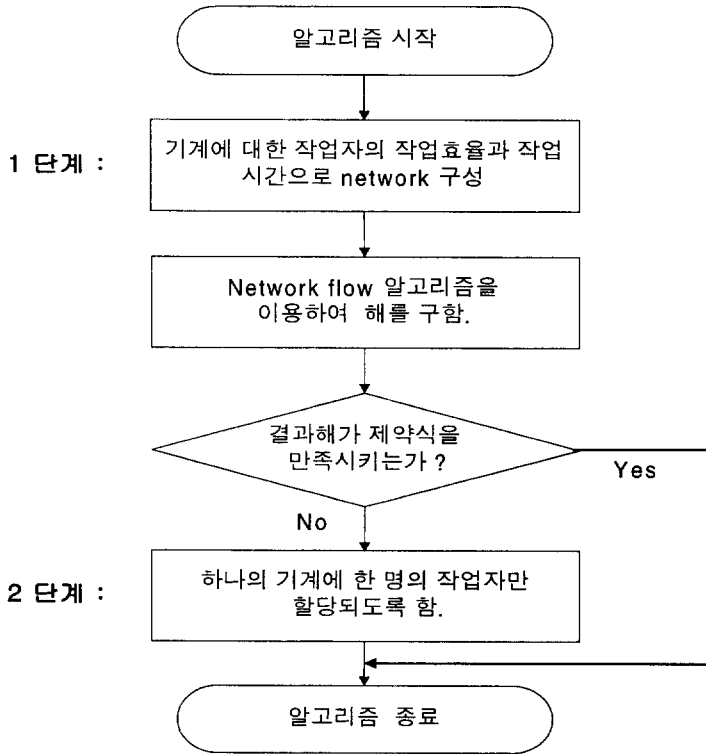 알고리즘 시작
1 단계 :
기계에 대한 작업자의 작업효율과 작업
시간으로 network 구성
Network flow 알고리즘을
이용하여 해를 구함.
결과해가 제약식을
만족시키는가 ?
Yes
No
2 단계 :
하나의 기계에 한 명의 작업자만
할당되도록 함.
알고리즘 종료